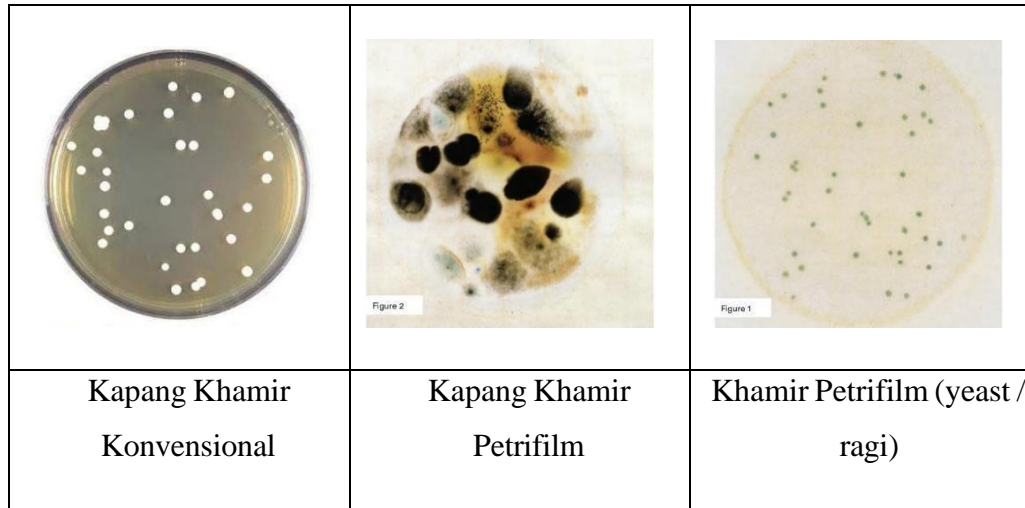 Figure 2
Figure 1
Kapang Khamir
Konvensional
Kapang Khamir
Petrifilm
Khamir Petrifilm (yeast /
ragi)